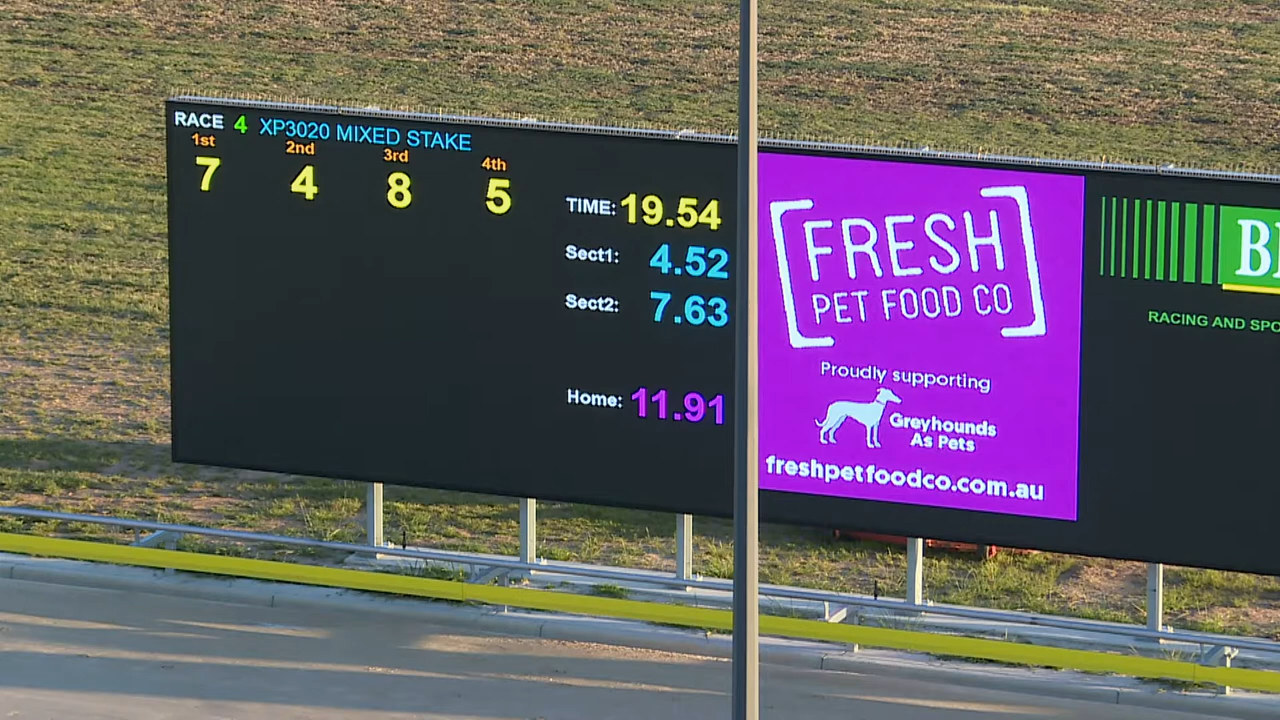 RACE 4 XP3020 MIXED STAKE
1st 2nd 3rd 4th
7 4 8 5
TIME: 19.54
Sect1: 4.52
Sect2: 7.63
Home: 11.91
FRESH
PET FOOD CO
Proudly supporting
Greyhounds
As Pets
freshpetfoodco.com.au
RACING AND